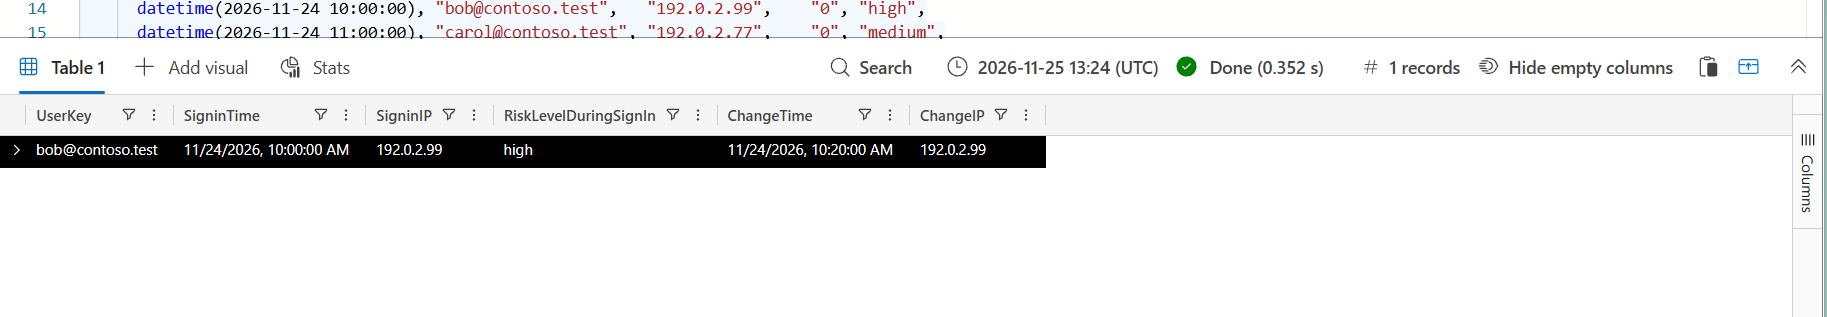 14 datetime(2026-11-24 10:00:00), "bob@contoso.test", "192.0.2.99", "0", "high",
15 datetime(2026-11-24 11:00:00), "carol@contoso.test", "192.0.2.77", "0", "medium",
Table 1 Add visual Stats Search 2026-11-25 13:24 (UTC) Done (0.352 s) # 1 records Hide empty columns
UserKey SigninTime SigninIP RiskLevelDuringSignIn ChangeTime ChangeIP
bob@contoso.test 11/24/2026, 10:00:00 AM 192.0.2.99 high 11/24/2026, 10:20:00 AM 192.0.2.99
Columns